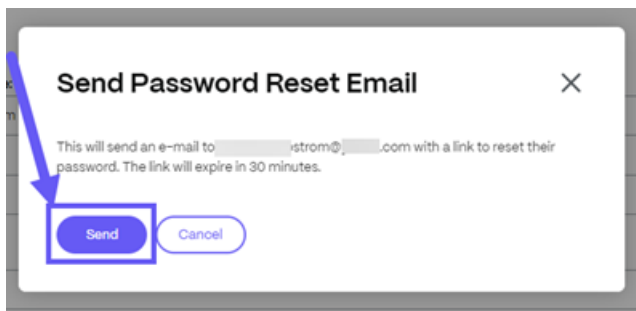 Send Password Reset Email
This will send an e-mail to strom@ .com with a link to reset their
password. The link will expire in 30 minutes.
Send
Cancel